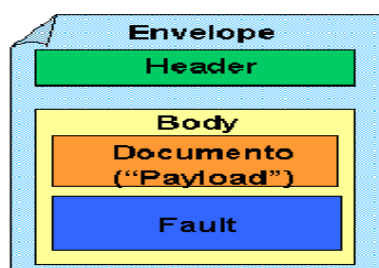 Envelope
Header
Body
Documento
(“Payload”)
Fault